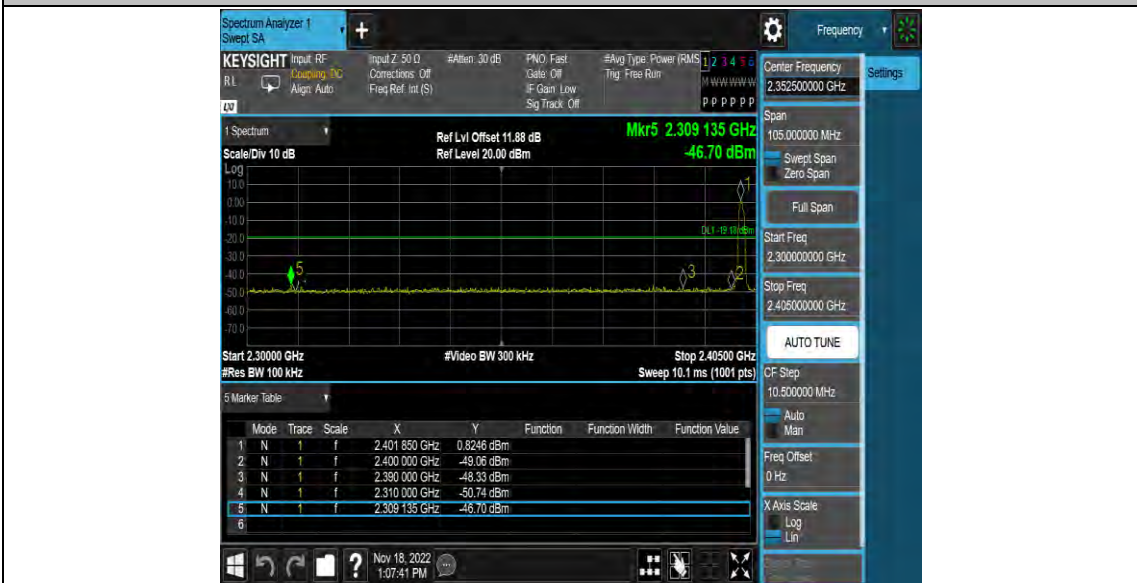 Spectrum Analyzer 1
Swept SA
+
Frequency
KEYSIGHT Input: RF
R L
Coupling: DC
Align: Auto
LXI
Input Z: 50 Ω
Corrections: Off
Freq Ref: Int (S)
#Atten: 30 dB
PNO: Fast
Gate: Off
IF Gain: Low
Sig Track: Off
#Avg Type: Power (RMS
Trig: Free Run
1 2 3 4 5 6
M W W W W W
P P P P P P
Center Frequency
2.352500000 GHz
Settings
Span
105.000000 MHz
Swept Span
Zero Span
Full Span
Start Freq
2.300000000 GHz
Stop Freq
2.405000000 GHz
AUTO TUNE
CF Step
10.500000 MHz
Auto
Man
Freq Offset
0 Hz
X Axis Scale
Log
Lin
1 Spectrum
Scale/Div 10 dB
Ref Lvl Offset 11.88 dB
Ref Level 20.00 dBm
Mkr5 2.309 135 GHz
-46.70 dBm
Log
10.0
0.00
-10.0
-20.0
-30.0
-40.0
-50.0
-60.0
-70.0
1
DL1 -19.18 dBm
5
3
2
Start 2.30000 GHz
#Video BW 300 kHz
Stop 2.40500 GHz
#Res BW 100 kHz
Sweep 10.1 ms (1001 pts)
5 Marker Table
Mode Trace Scale X Y Function Function Width Function Value
1 N 1 f 2.401 850 GHz 0.8246 dBm
2 N 1 f 2.400 000 GHz -49.06 dBm
3 N 1 f 2.390 000 GHz -48.33 dBm
4 N 1 f 2.310 000 GHz -50.74 dBm
5 N 1 f 2.309 135 GHz -46.70 dBm
6
?
Nov 18, 2022
1:07:41 PM